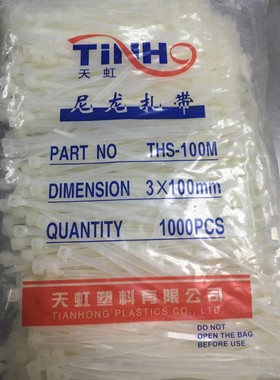 TiNHO
天虹
尼龙扎带
PART NO THS-100M
DIMENSION 3×100mm
QUANTITY 1000PCS
天虹塑料有限公司
TIANHONG PLASTICS CO.,LTD.
DO NOT
OPEN THE BAG
BEFORE USE